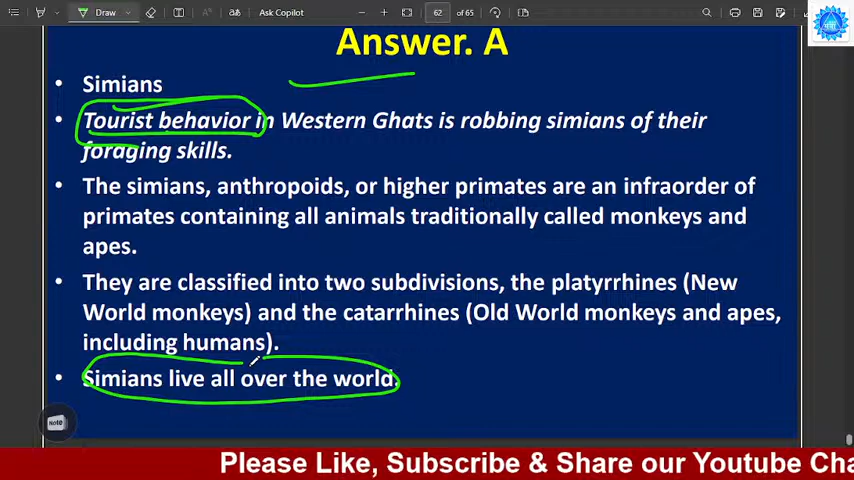 Draw
Ask Copilot
62
of 65
Answer. A
• Simians
• Tourist behavior in Western Ghats is robbing simians of their
foraging skills.
• The simians, anthropoids, or higher primates are an infraorder of
primates containing all animals traditionally called monkeys and
apes.
• They are classified into two subdivisions, the platyrrhines (New
World monkeys) and the catarrhines (Old World monkeys and apes,
including humans).
• Simians live all over the world.
Please Like, Subscribe & Share our Youtube Cha